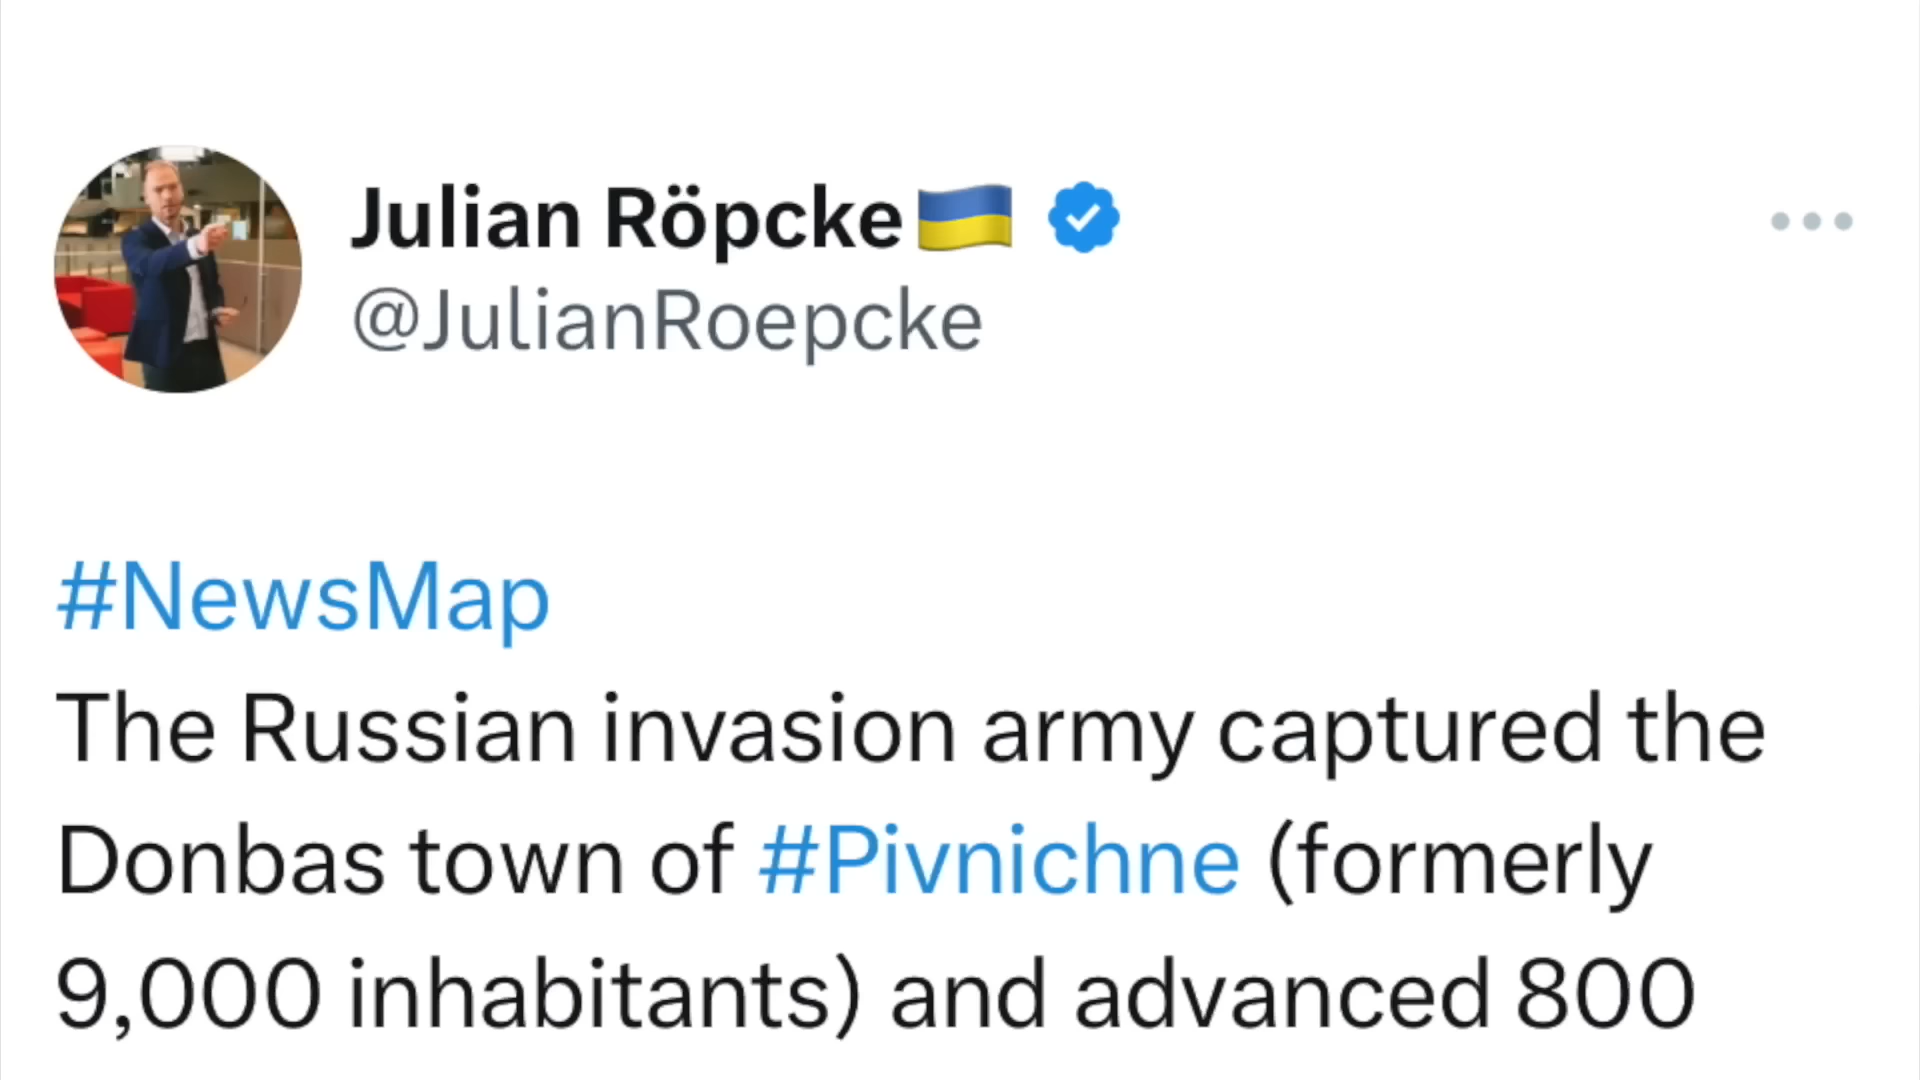 Julian Röpcke🇺🇦
@JulianRoepcke
#NewsMap
The Russian invasion army captured the
Donbas town of #Pivnichne (formerly
9,000 inhabitants) and advanced 800